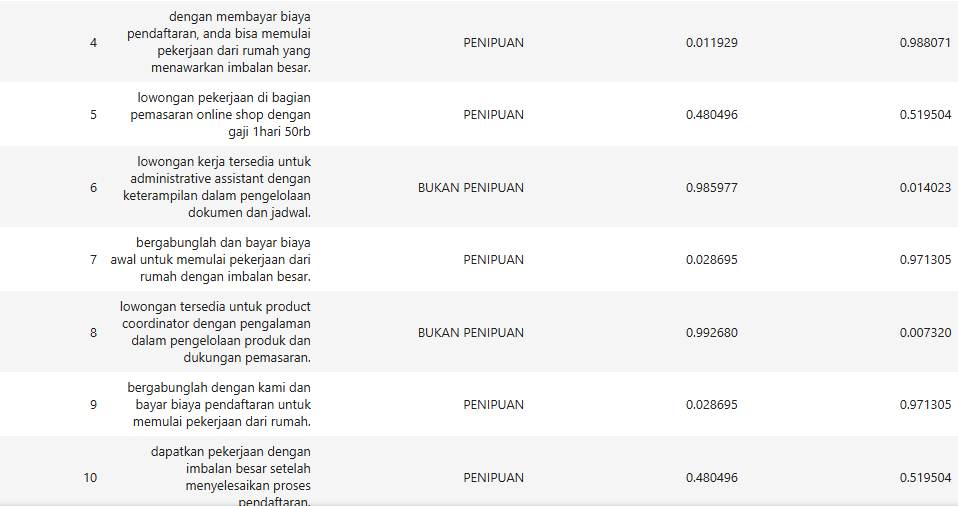 dengan membayar biaya
pendaftaran, anda bisa memulai
4 pekerjaan dari rumah yang PENIPUAN 0.011929 0.988071
menawarkan imbalan besar.
lowongan pekerjaan di bagian
5 pemasaran online shop dengan PENIPUAN 0.480496 0.519504
gaji 1hari 50rb
lowongan kerja tersedia untuk
administrative assistant dengan
6 keterampilan dalam pengelolaan BUKAN PENIPUAN 0.985977 0.014023
dokumen dan jadwal.
bergabunglah dan bayar biaya
7 awal untuk memulai pekerjaan dari PENIPUAN 0.028695 0.971305
rumah dengan imbalan besar.
lowongan tersedia untuk product
coordinator dengan pengalaman
8 dalam pengelolaan produk dan BUKAN PENIPUAN 0.992680 0.007320
dukungan pemasaran.
bergabunglah dengan kami dan
9 bayar biaya pendaftaran untuk PENIPUAN 0.028695 0.971305
memulai pekerjaan dari rumah.
dapatkan pekerjaan dengan
imbalan besar setelah
10 menyelesaikan proses PENIPUAN 0.480496 0.519504
pendaftaran.